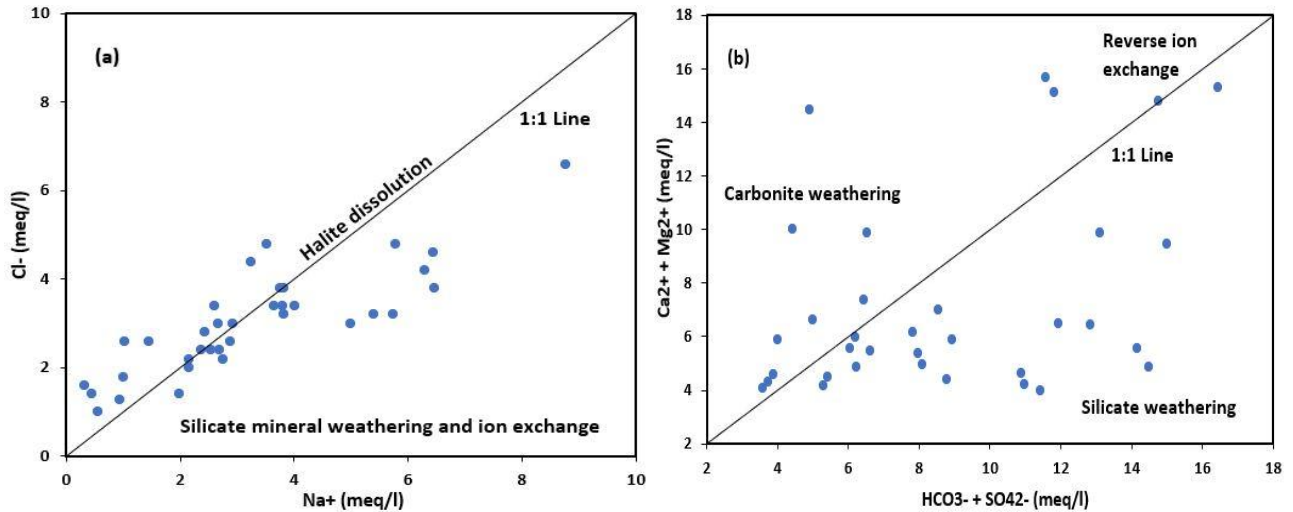 (a)
10
8
6
4
2
0
Cl- (meq/l)
1:1 Line
Halite dissolution
Silicate mineral weathering and ion exchange
0 2 4 6 8 10
Na+ (meq/l)
(b)
18
16
14
12
10
8
6
4
2
Ca2+ + Mg2+ (meq/l)
Reverse ion
exchange
1:1 Line
Carbonite weathering
Silicate weathering
2 4 6 8 10 12 14 16 18
HCO3- + SO42- (meq/l)